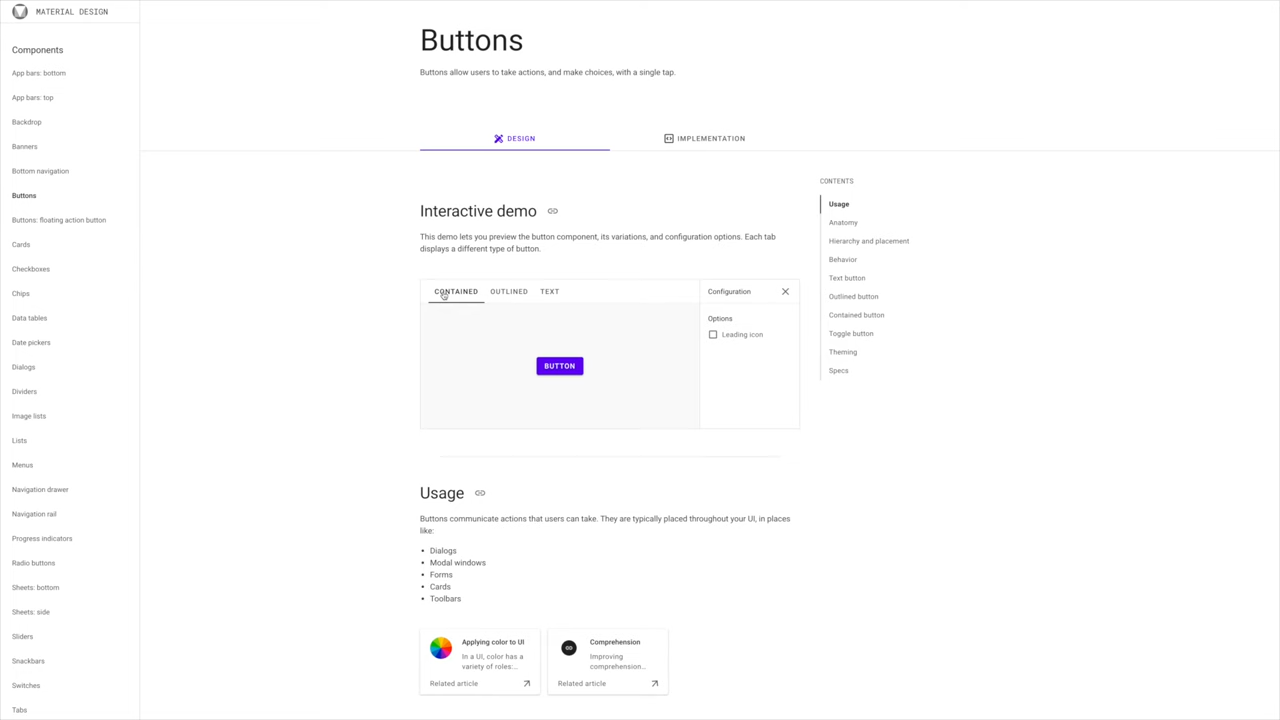 MATERIAL DESIGN
Components
App bars: bottom
App bars: top
Backdrop
Banners
Bottom navigation
Buttons
Buttons: floating action button
Cards
Checkboxes
Chips
Data tables
Date pickers
Dialogs
Dividers
Image lists
Lists
Menus
Navigation drawer
Navigation rail
Progress indicators
Radio buttons
Sheets: bottom
Sheets: side
Sliders
Snackbars
Switches
Tabs
Buttons
Buttons allow users to take actions, and make choices, with a single tap.
DESIGN
IMPLEMENTATION
Interactive demo
This demo lets you preview the button component, its variations, and configuration options. Each tab
displays a different type of button.
CONTAINED
OUTLINED
TEXT
Configuration
Options
Leading icon
BUTTON
Usage
Buttons communicate actions that users can take. They are typically placed throughout your UI, in places
like:
• Dialogs
• Modal windows
• Forms
• Cards
• Toolbars
Applying color to UI
In a UI, color has a
variety of roles:...
Related article
Comprehension
Improving
comprehension...
Related article
CONTENTS
Usage
Anatomy
Hierarchy and placement
Behavior
Text button
Outlined button
Contained button
Toggle button
Theming
Specs